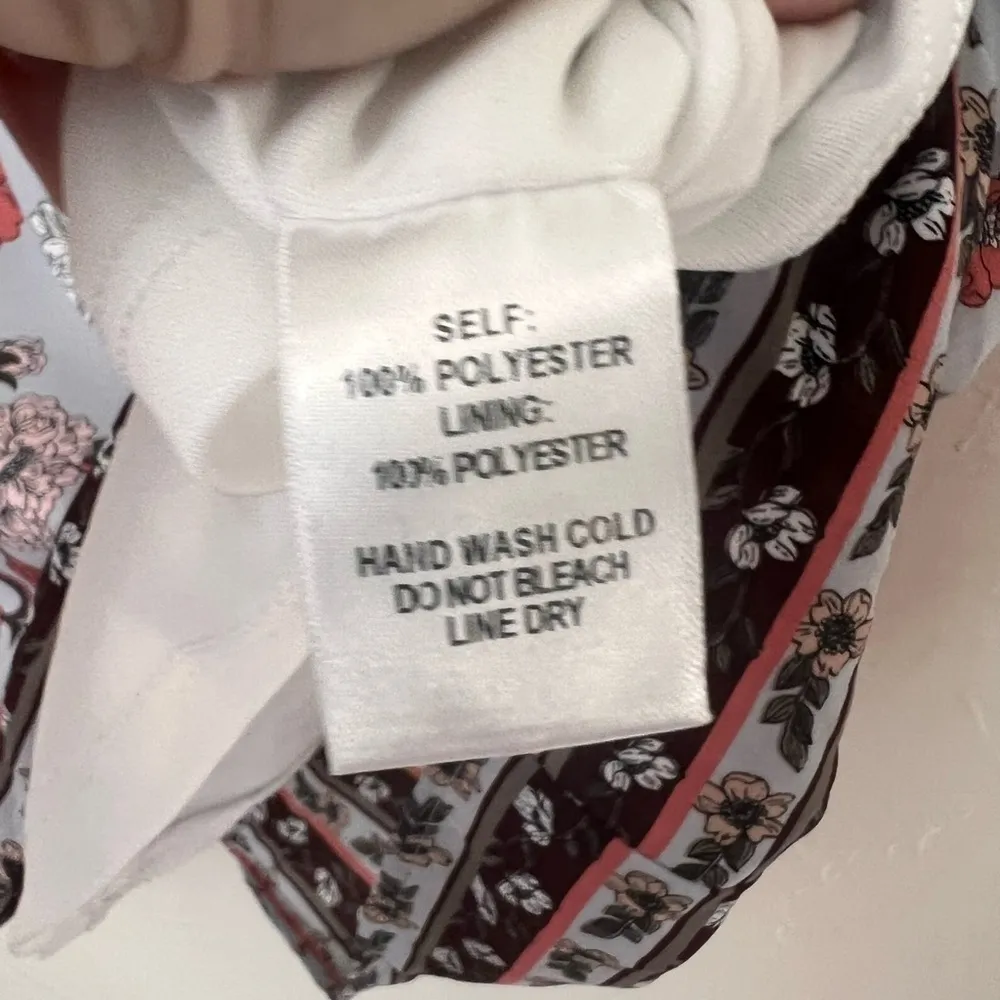 SELF:
100% POLYESTER
LINING:
100% POLYESTER
HAND WASH COLD
DO NOT BLEACH
LINE DRY